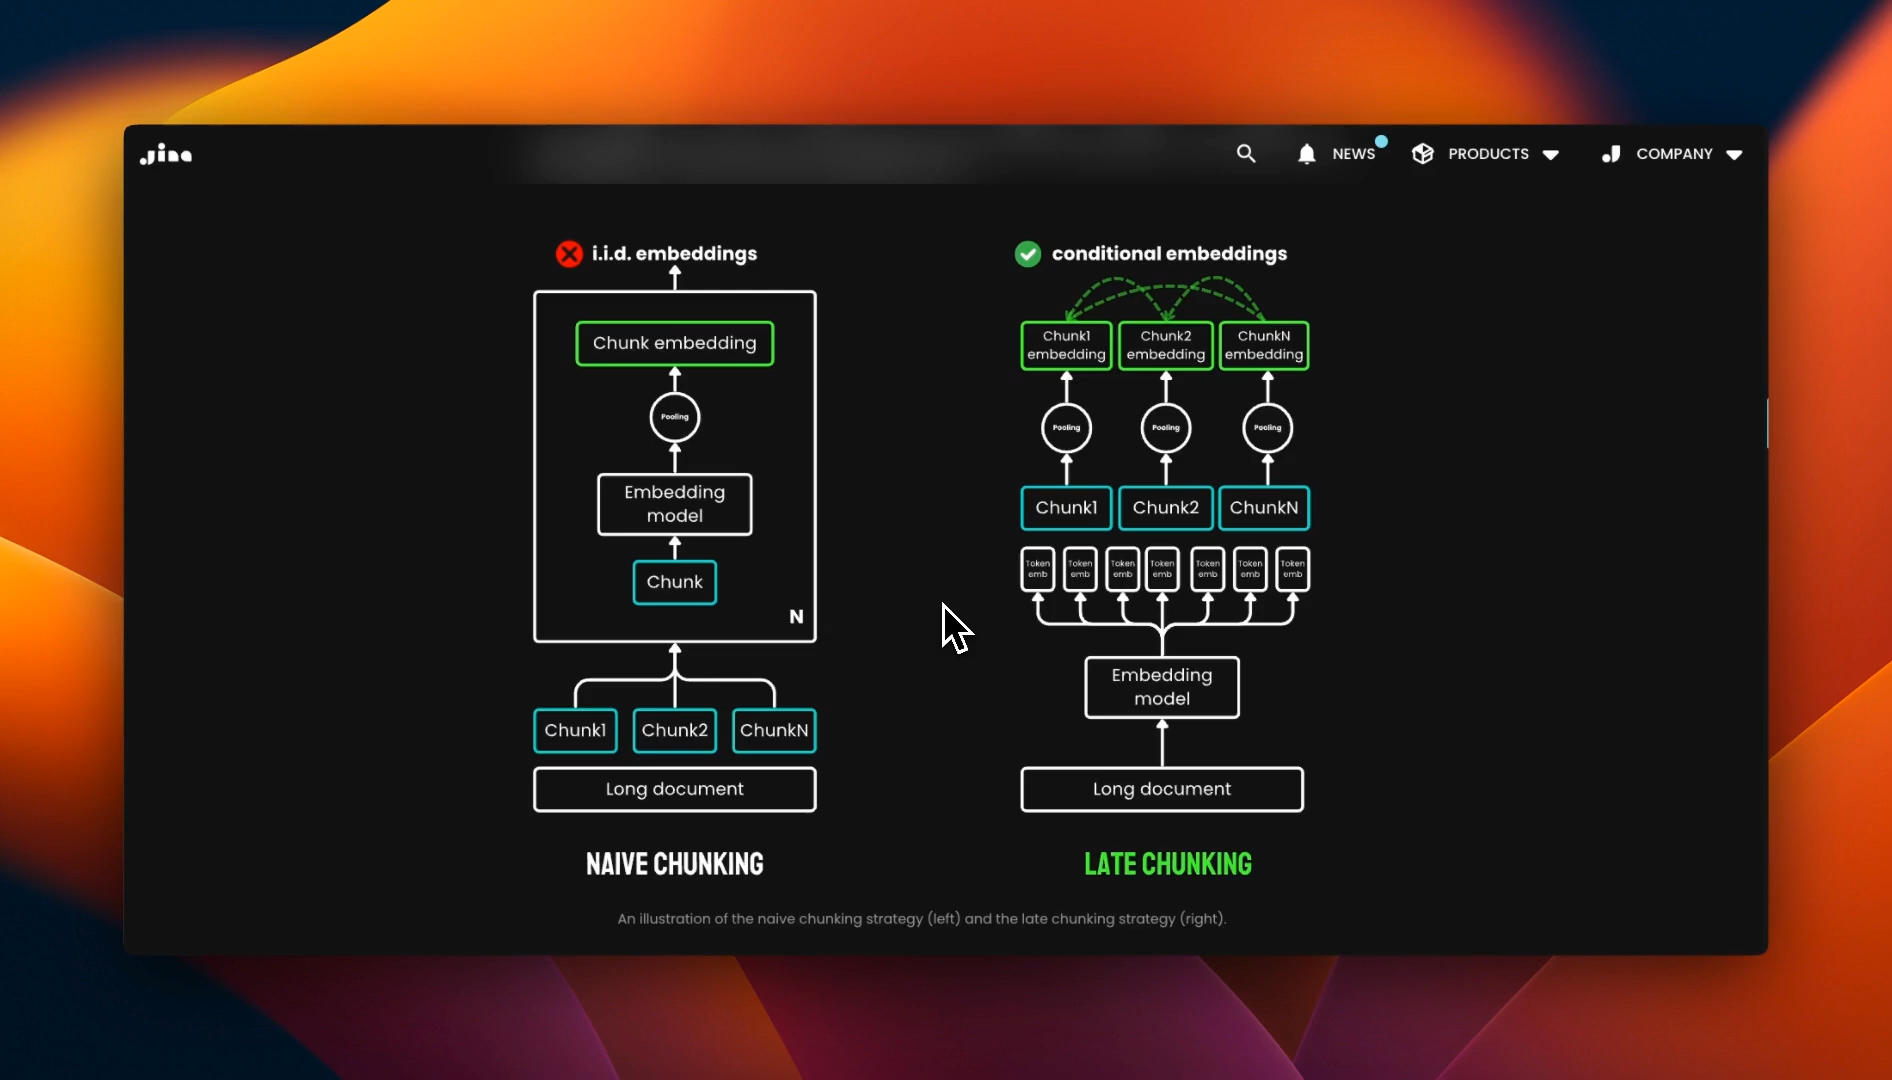 Jina
NEWS
PRODUCTS
COMPANY
i.i.d. embeddings
Chunk embedding
Pooling
Embedding
model
Chunk
N
Chunk1 Chunk2 ChunkN
Long document
NAIVE CHUNKING
conditional embeddings
Chunk1
embedding
Chunk2
embedding
ChunkN
embedding
Pooling Pooling Pooling
Chunk1 Chunk2 ChunkN
Token
emb
Token
emb
Token
emb
Token
emb
Token
emb
Token
emb
Token
emb
Embedding
model
Long document
LATE CHUNKING
An illustration of the naive chunking strategy (left) and the late chunking strategy (right).